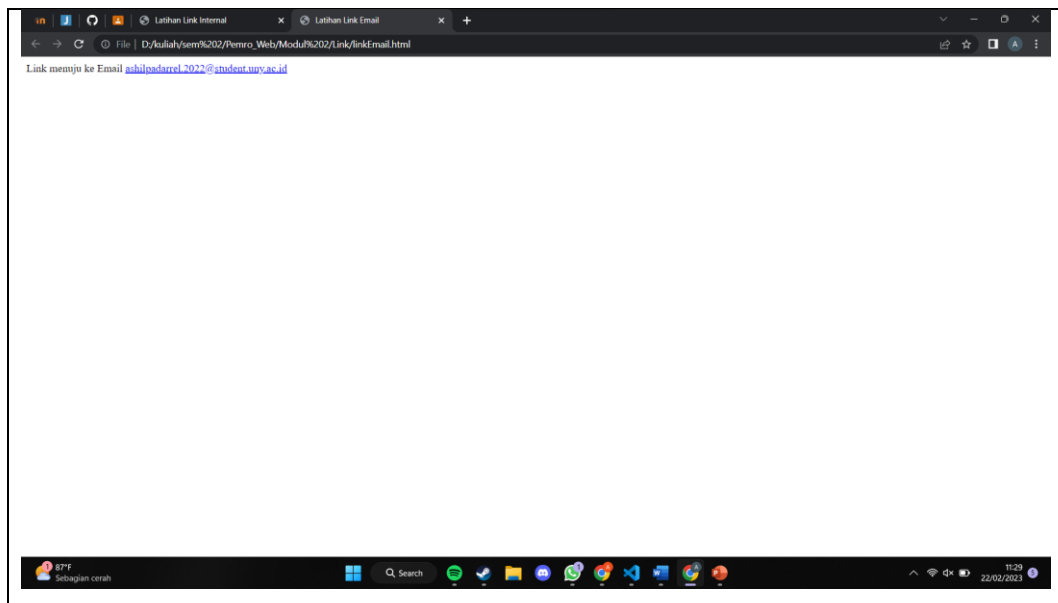 Latihan Link Internal
Latihan Link Email
File | D:/kuliah/sem%202/Pemro_Web/Modul%202/Link/linkEmail.html
A
Link menuju ke Email ashilpadarrel.2022@student.uny.ac.id
1
87°F
Sebagian cerah
Search
11:29
22/02/2023